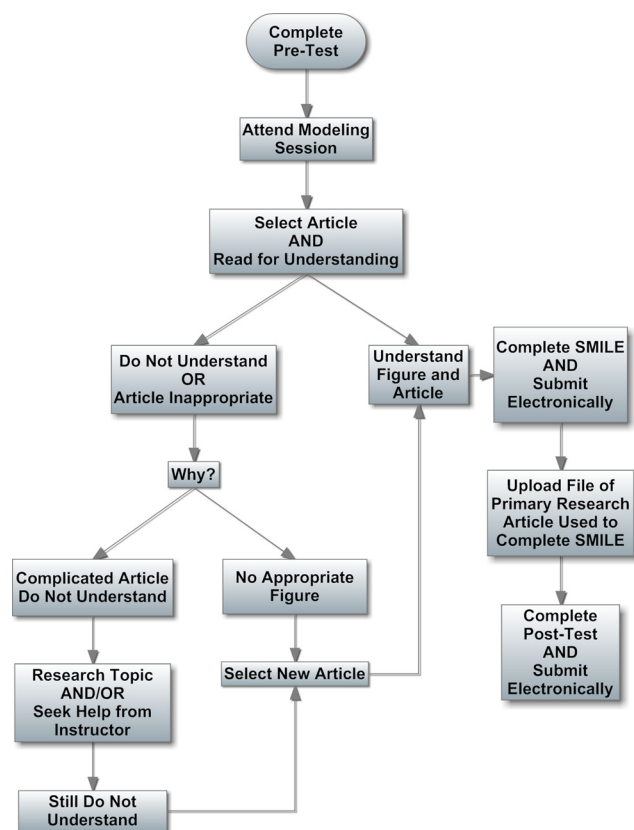 Complete
Pre-Test
Attend Modeling
Session
Select Article
AND
Read for Understanding
Do Not Understand
OR
Article Inappropriate
Understand
Figure and
Article
Complete SMILE
AND
Submit
Electronically
Why?
Upload File of
Primary Research
Article Used to
Complete SMILE
Complicated Article
Do Not Understand
No Appropriate
Figure
Complete
Post-Test
AND
Submit
Electronically
Research Topic
AND/OR
Seek Help from
Instructor
Select New Article
Still Do Not
Understand